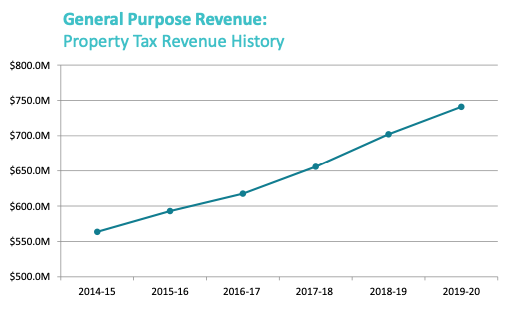 General Purpose Revenue:
Property Tax Revenue History
$800.0M
$750.0M
$700.0M
$650.0M
$600.0M
$550.0M
$500.0M
2014-15 2015-16 2016-17 2017-18 2018-19 2019-20